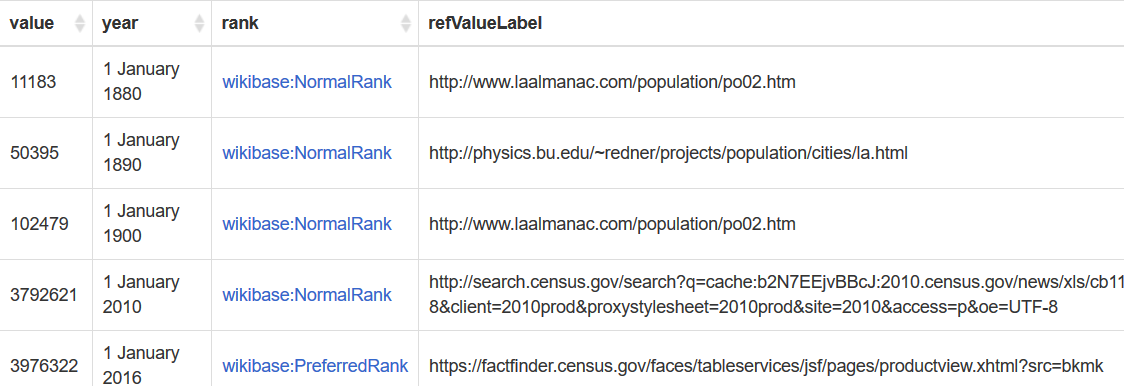 value year rank refValueLabel
11183 1 January 1880 wikibase:NormalRank http://www.laalmanac.com/population/po02.htm
50395 1 January 1890 wikibase:NormalRank http://physics.bu.edu/~redner/projects/population/cities/la.html
102479 1 January 1900 wikibase:NormalRank http://www.laalmanac.com/population/po02.htm
3792621 1 January 2010 wikibase:NormalRank http://search.census.gov/search?q=cache:b2N7EEjvBBcJ:2010.census.gov/news/xls/cb11
8&client=2010prod&proxystylesheet=2010prod&site=2010&access=p&oe=UTF-8
3976322 1 January 2016 wikibase:PreferredRank https://factfinder.census.gov/faces/tableservices/jsf/pages/productview.xhtml?src=bkmk